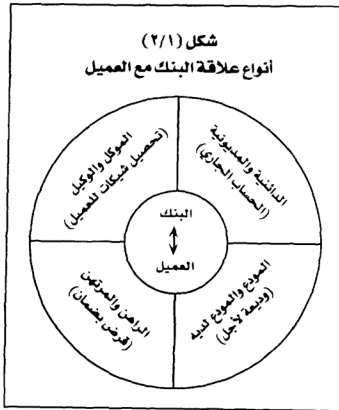 شكل (٢/١)
أنواع علاقة البنك مع العميل
الدائنية والمديونية
(الحساب الجاري)
الموكل والوكيل
(تحصيل شيكات للعميل)
البنك
العميل
المودع والمودع لديه
(وديعة لأجل)
الراهن والمرتهن
(قرض بضمان)